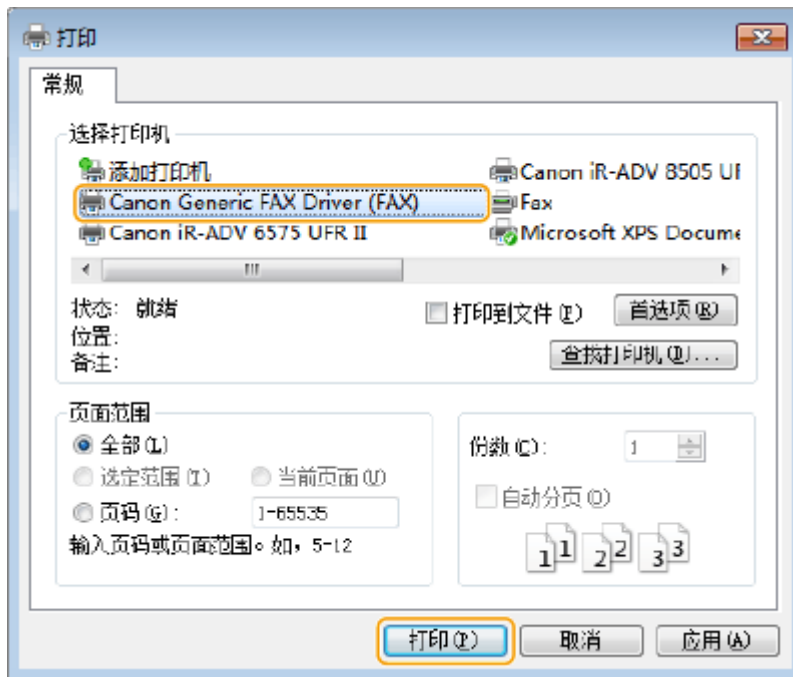 打印
常规
选择打印机
添加打印机 Canon iR-ADV 8505 UF
Canon Generic FAX Driver (FAX) Fax
Canon iR-ADV 6575 UFR II Microsoft XPS Docume
状态: 就绪 打印到文件(F) 首选项(R)
位置:
备注: 查找打印机(D)...
页面范围
全部(L) 份数(C): 1
选定范围(T) 当前页面(U) 自动分页(O)
页码(G): 1-65535
输入页码或页面范围。如，5-12
11 22 33
打印(P) 取消 应用(A)